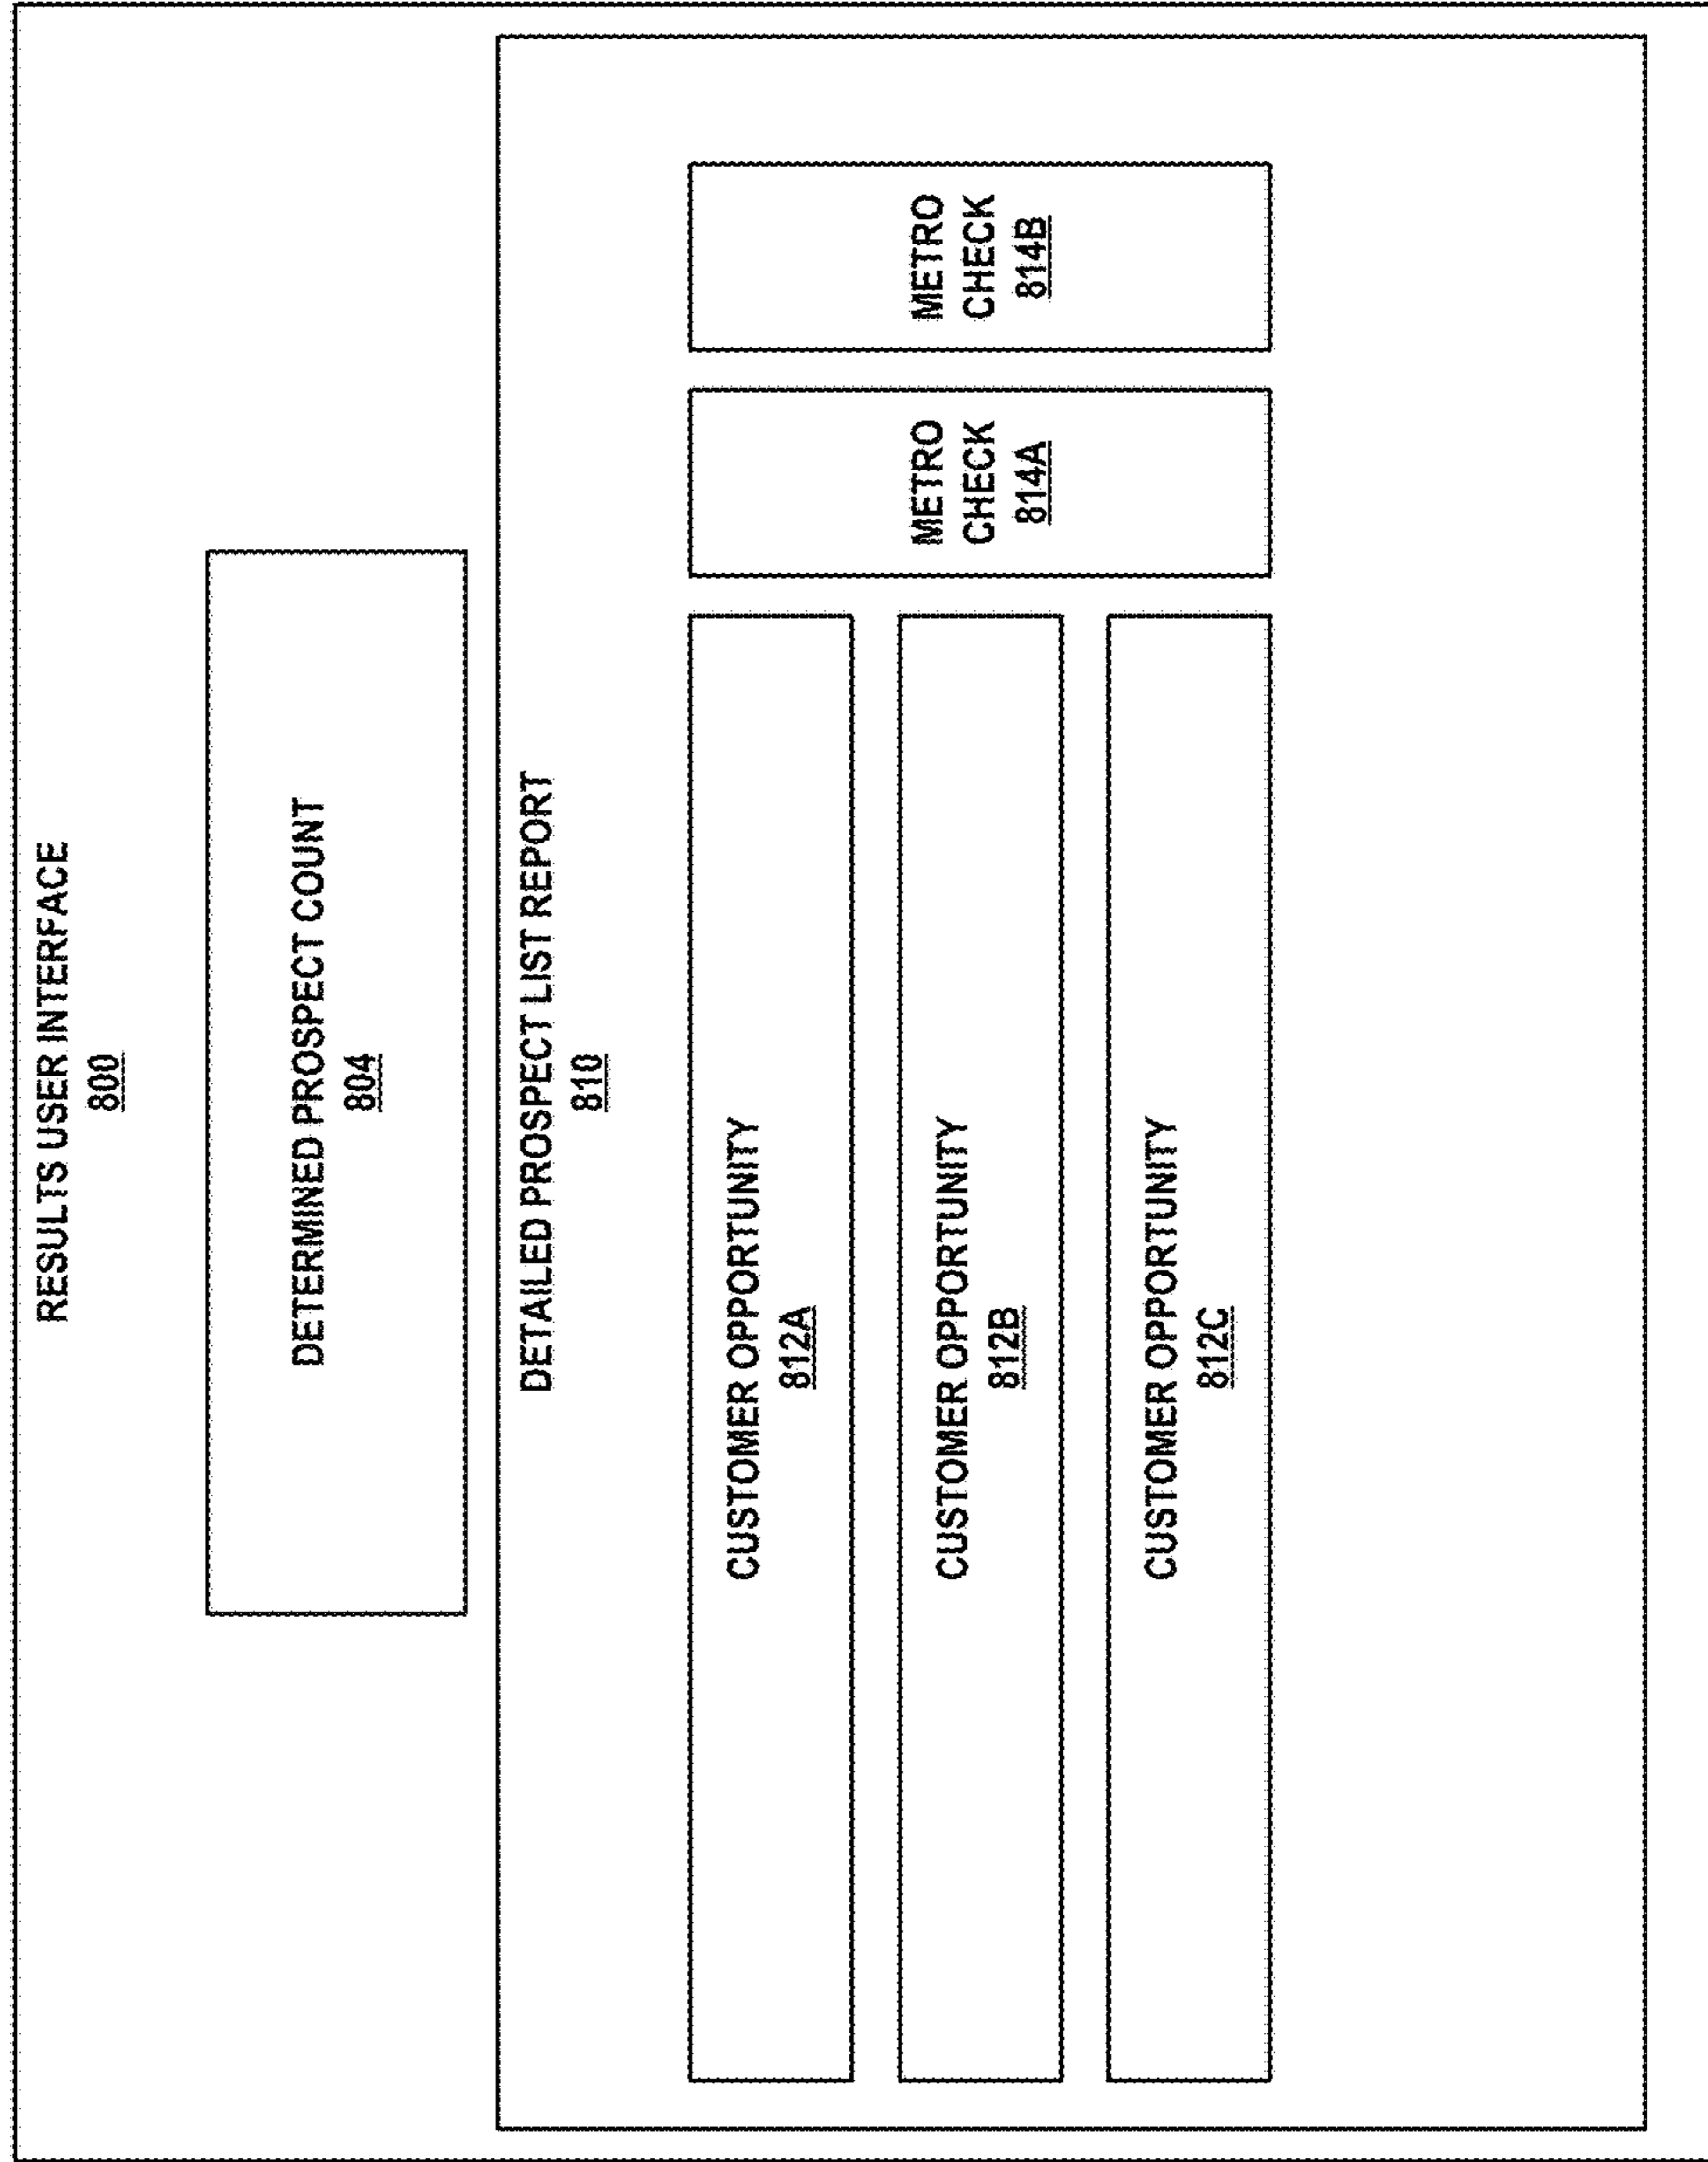 RESULTS USER INTERFACE
800
DETERMINED PROSPECT COUNT
804
DETAILED PROSPECT LIST REPORT
810
CUSTOMER OPPORTUNITY
812A
CUSTOMER OPPORTUNITY
812B
CUSTOMER OPPORTUNITY
812C
METRO
CHECK
814A
METRO
CHECK
814B